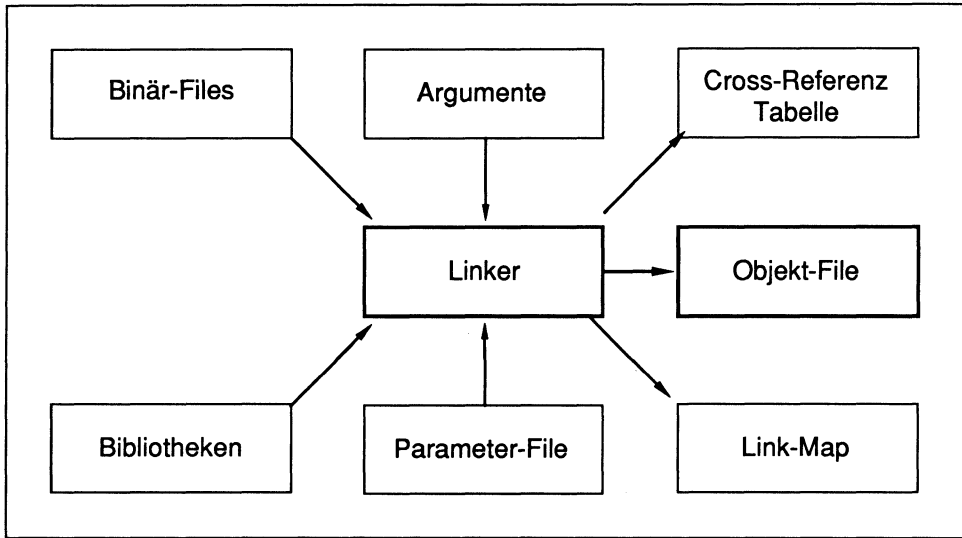 Binär-Files
Argumente
Cross-Referenz
Tabelle
Linker
Objekt-File
Bibliotheken
Parameter-File
Link-Map